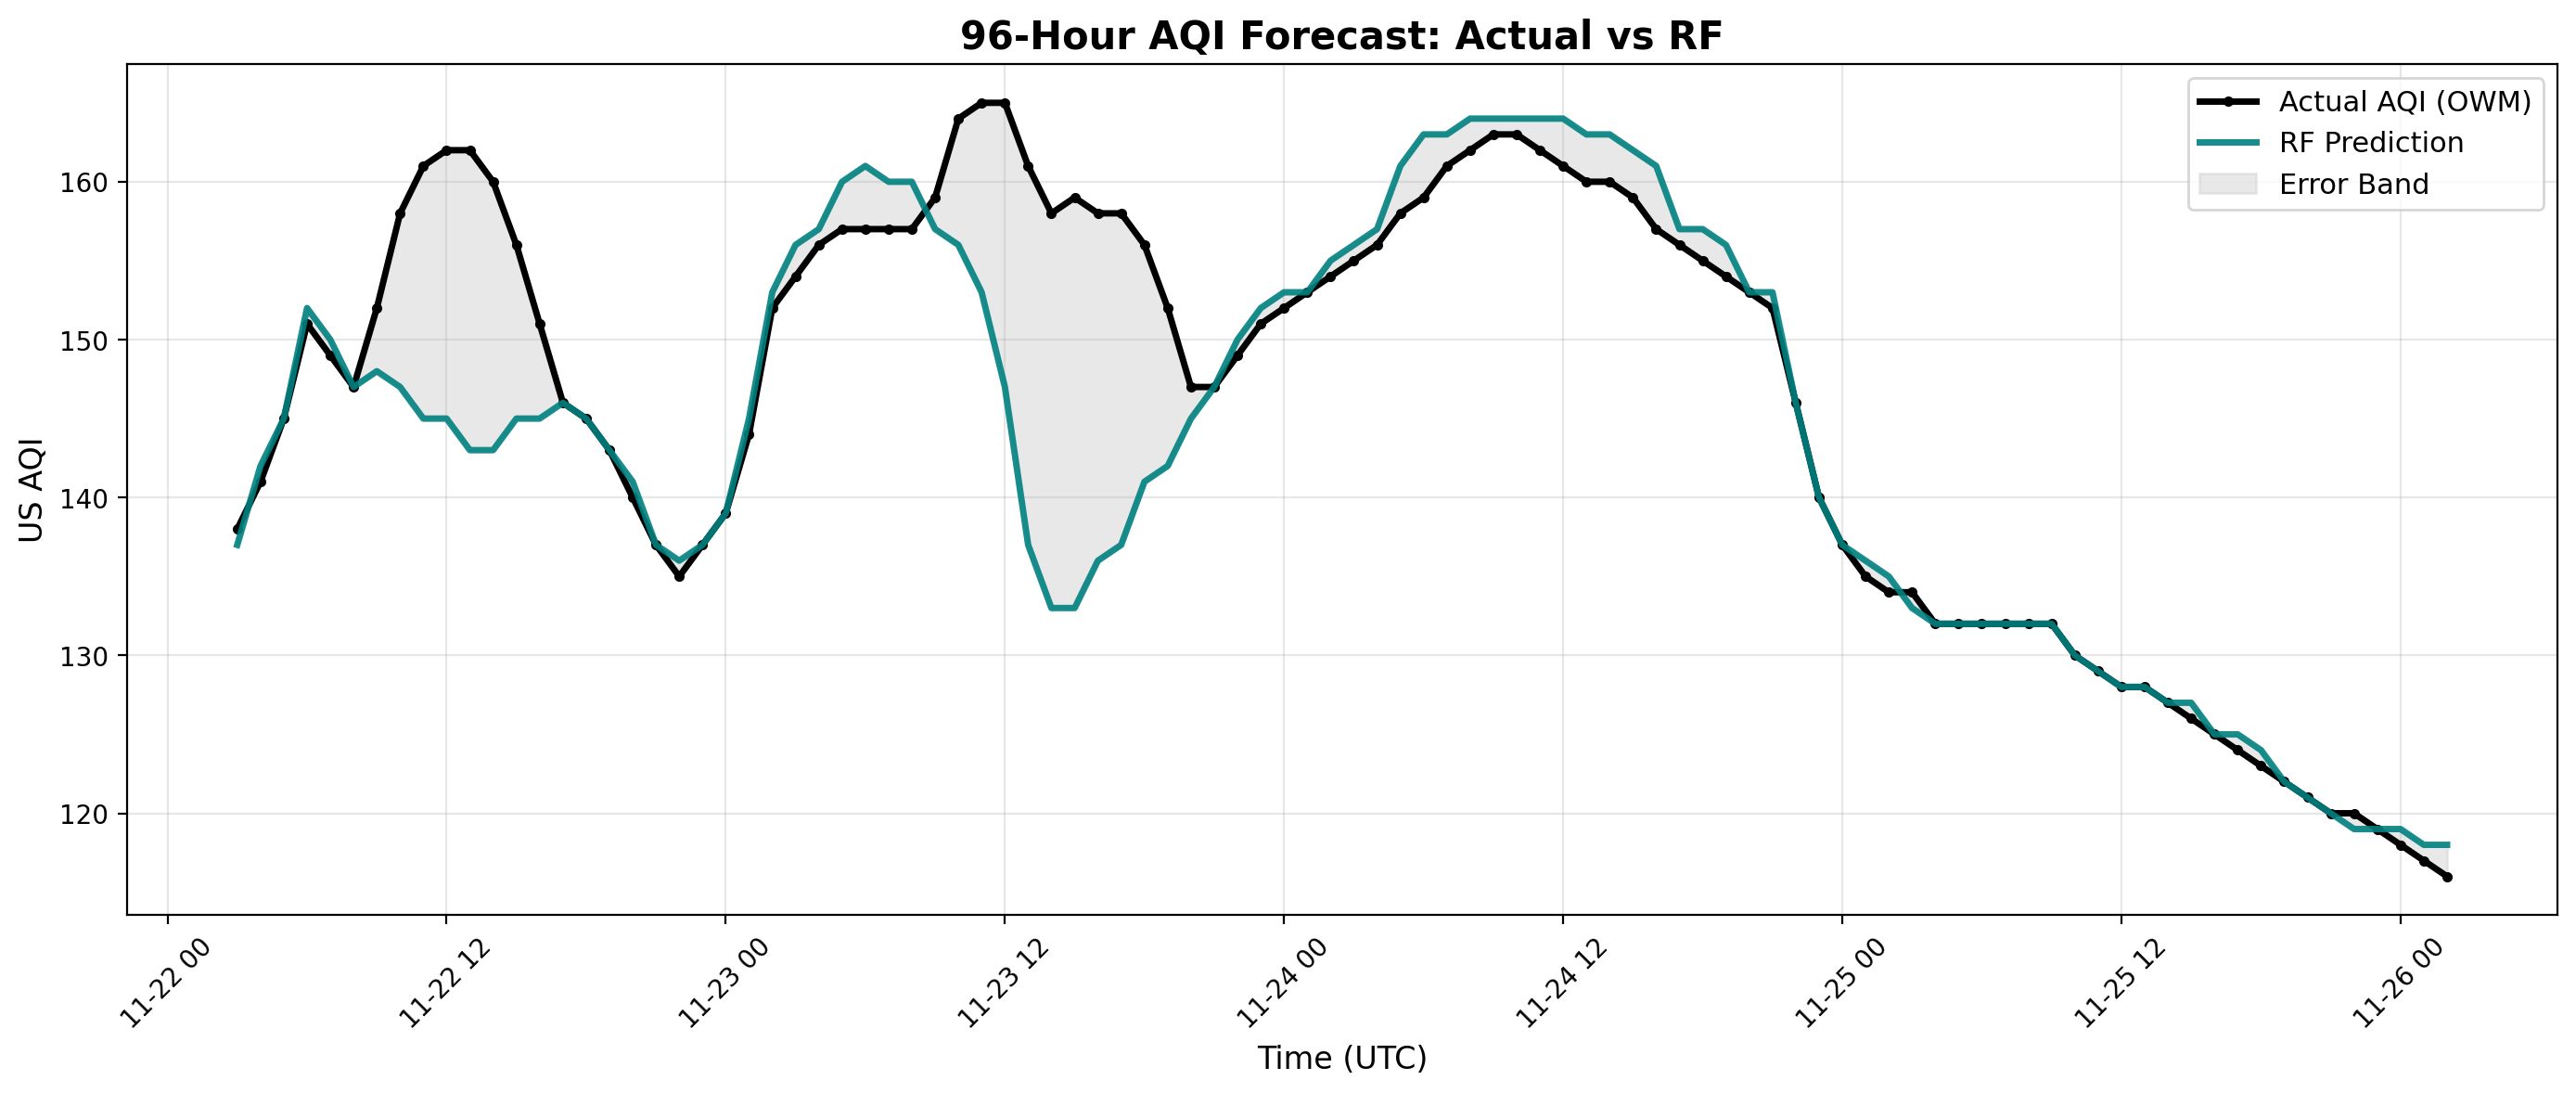 96-Hour AQI Forecast: Actual vs RF
Actual AQI (OWM)
RF Prediction
Error Band
US AQI
160
150
140
130
120
11-22 00
11-22 12
11-23 00
11-23 12
11-24 00
11-24 12
11-25 00
11-25 12
11-26 00
Time (UTC)